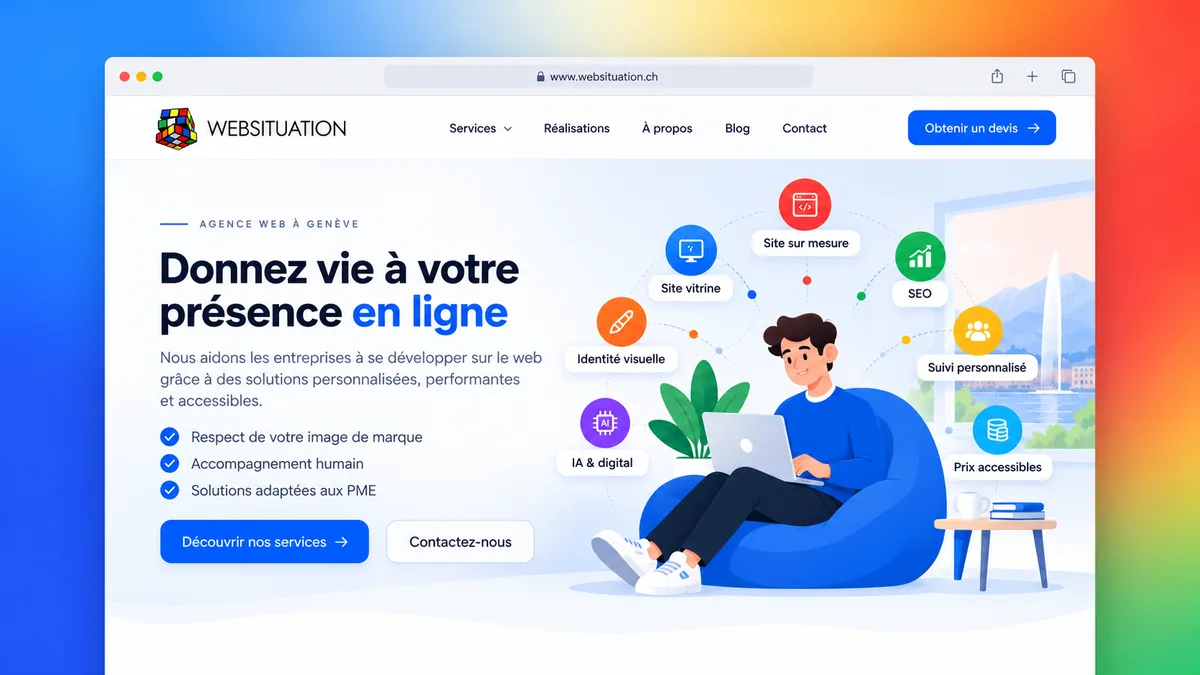 www.websituation.ch
WEBSITUATION
Services
Réalisations
À propos
Blog
Contact
Obtenir un devis
AGENCE WEB À GENÈVE
Donnez vie à votre
présence en ligne
Nous aidons les entreprises à se développer sur le web
grâce à des solutions personnalisées, performantes
et accessibles.
Respect de votre image de marque
Accompagnement humain
Solutions adaptées aux PME
Découvrir nos services
Contactez-nous
Site sur mesure
Site vitrine
SEO
Identité visuelle
Suivi personnalisé
AI
IA & digital
Prix accessibles